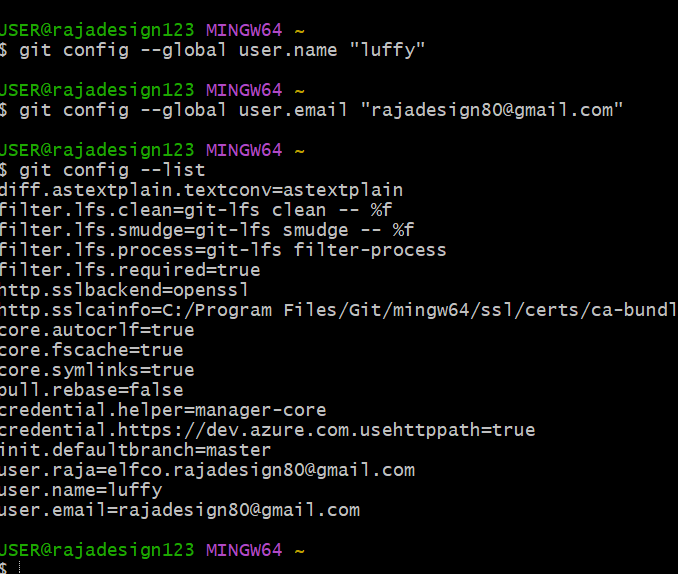 USER@rajadesign123 MINGW64 ~
$ git config --global user.name "luffy"
USER@rajadesign123 MINGW64 ~
$ git config --global user.email "rajadesign80@gmail.com"
USER@rajadesign123 MINGW64 ~
$ git config --list
diff.astextplain.textconv=astextplain
filter.lfs.clean=git-lfs clean -- %f
filter.lfs.smudge=git-lfs smudge -- %f
filter.lfs.process=git-lfs filter-process
filter.lfs.required=true
http.sslbackend=openssl
http.sslcainfo=C:/Program Files/Git/mingw64/ssl/certs/ca-bundl
core.autocrlf=true
core.fscache=true
core.symlinks=true
pull.rebase=false
credential.helper=manager-core
credential.https://dev.azure.com.usehttppath=true
init.defaultbranch=master
user.raja=elfco.rajadesign80@gmail.com
user.name=luffy
user.email=rajadesign80@gmail.com
USER@rajadesign123 MINGW64 ~
$